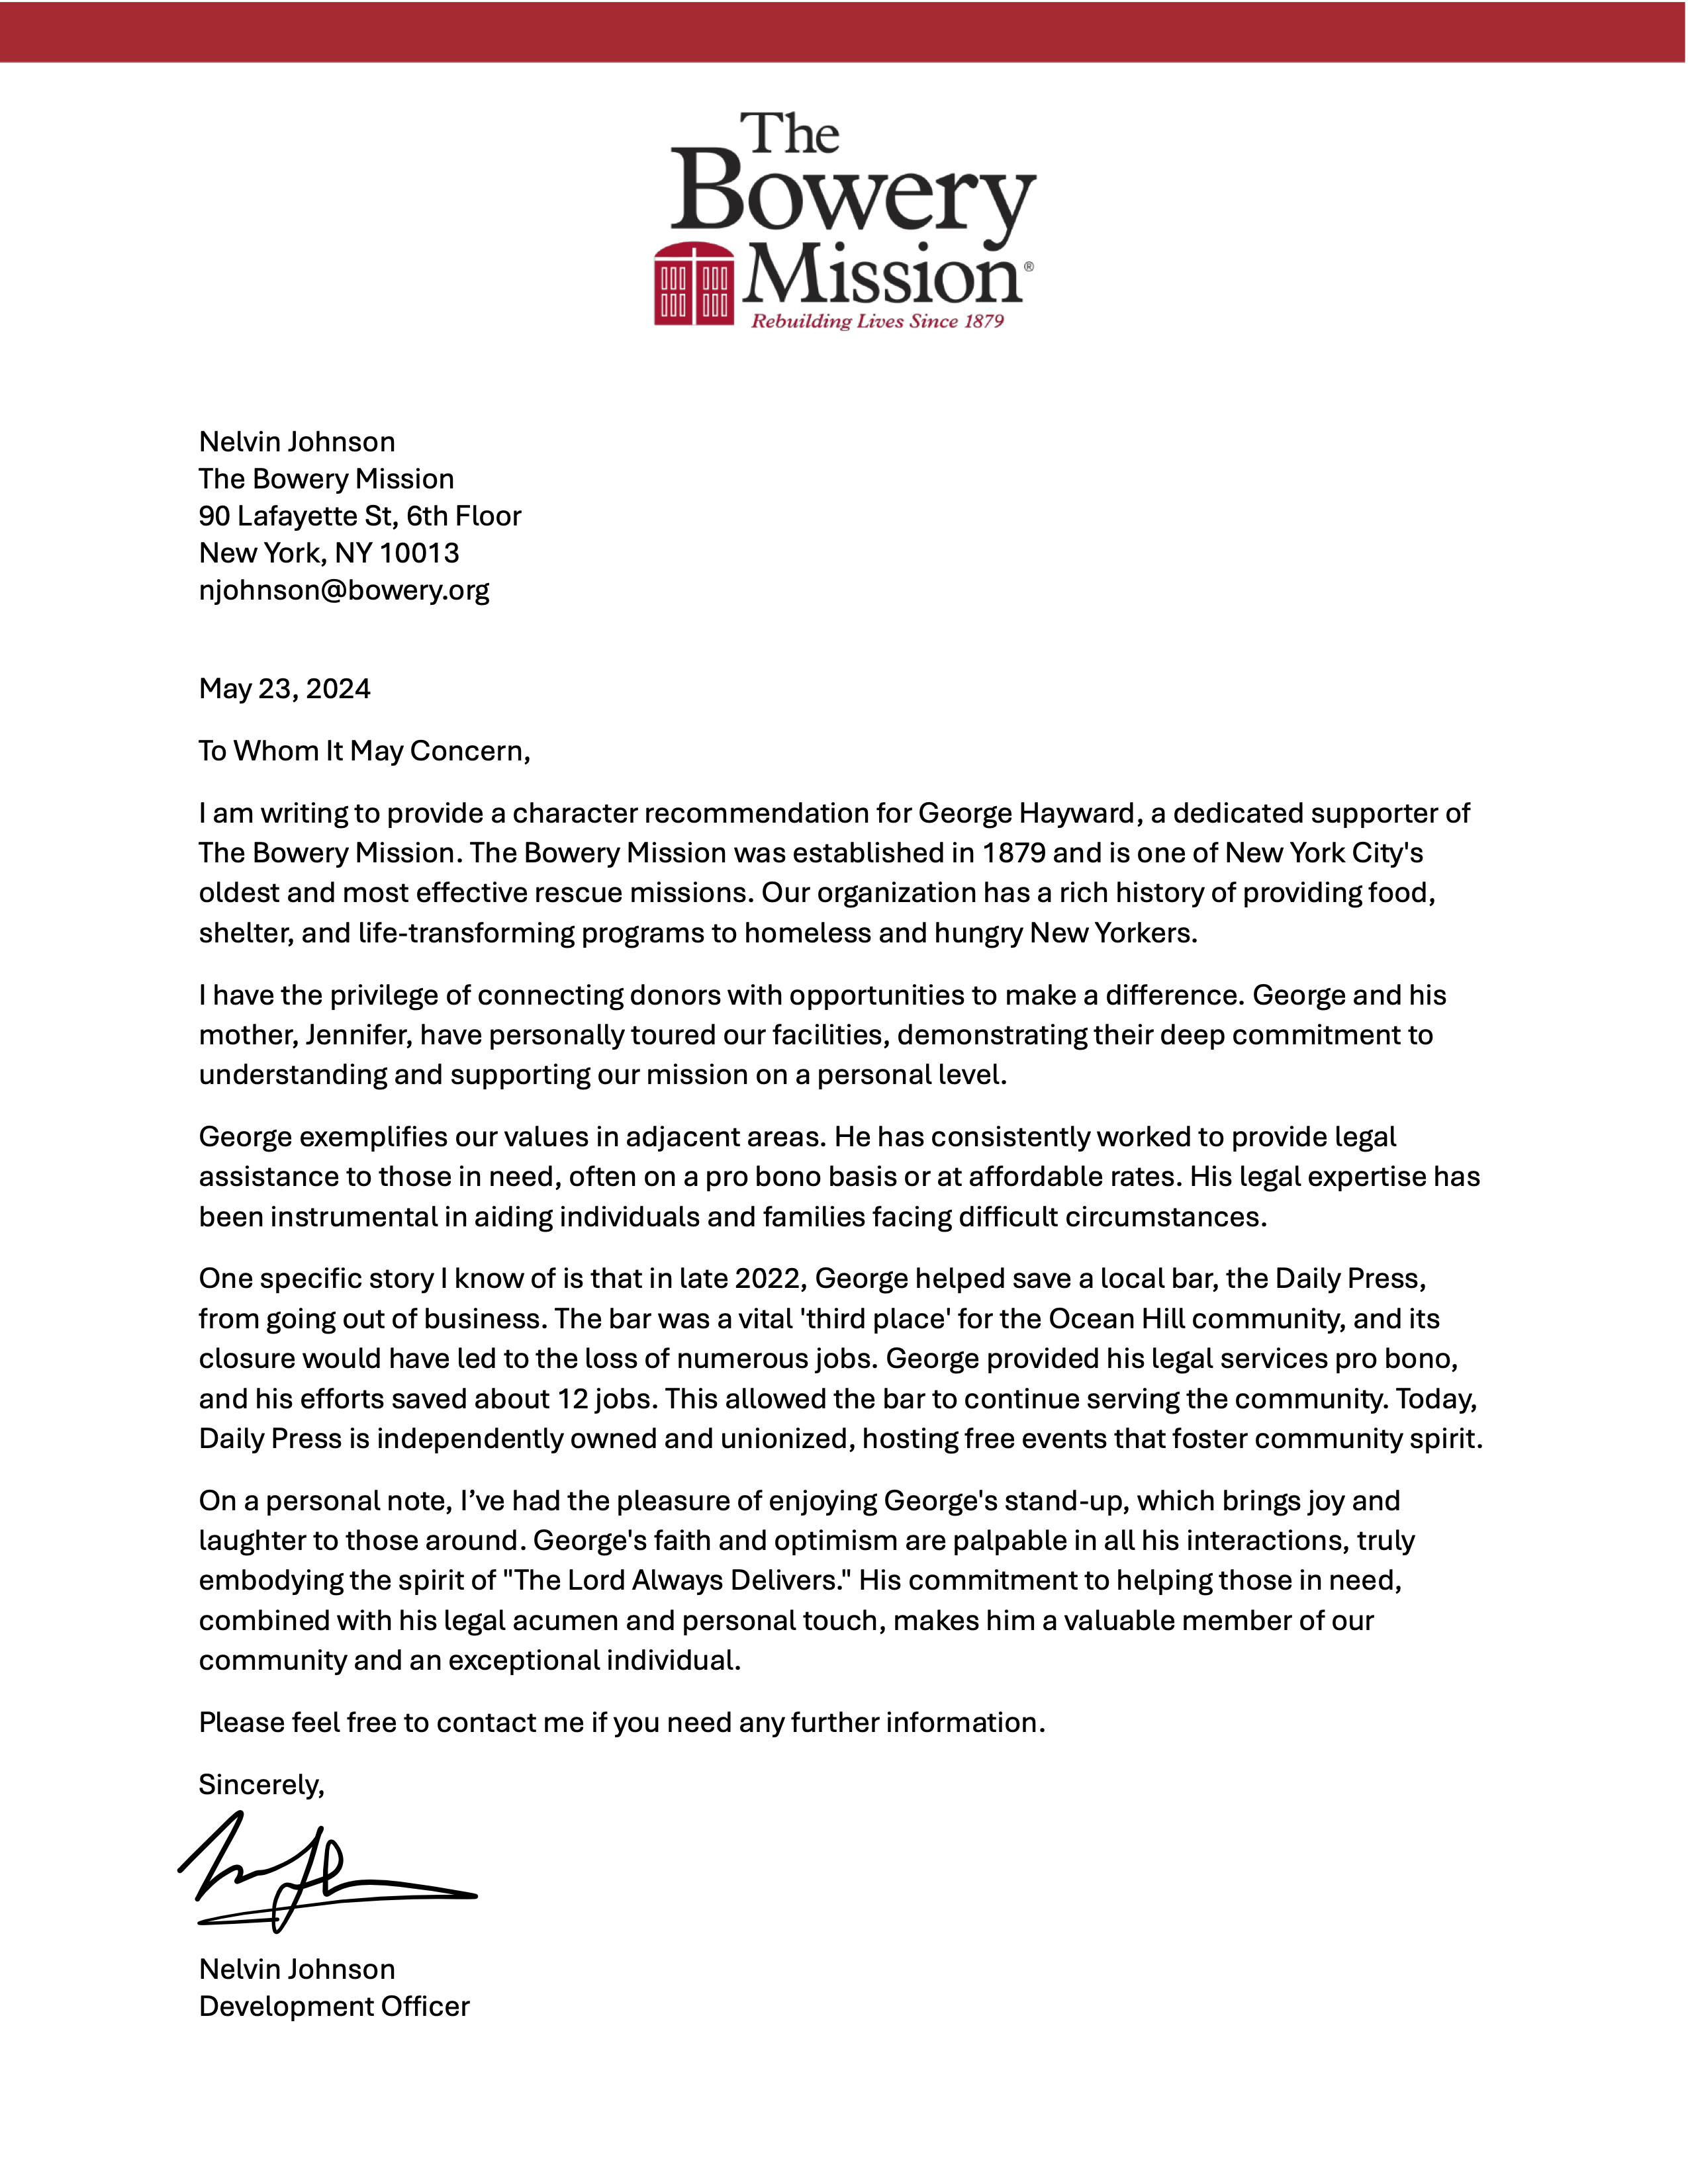 The
Bowery
Mission®
Rebuilding Lives Since 1879
Nelvin Johnson
The Bowery Mission
90 Lafayette St, 6th Floor
New York, NY 10013
njohnson@bowery.org
May 23, 2024
To Whom It May Concern,
I am writing to provide a character recommendation for George Hayward, a dedicated supporter of
The Bowery Mission. The Bowery Mission was established in 1879 and is one of New York City's
oldest and most effective rescue missions. Our organization has a rich history of providing food,
shelter, and life-transforming programs to homeless and hungry New Yorkers.
I have the privilege of connecting donors with opportunities to make a difference. George and his
mother, Jennifer, have personally toured our facilities, demonstrating their deep commitment to
understanding and supporting our mission on a personal level.
George exemplifies our values in adjacent areas. He has consistently worked to provide legal
assistance to those in need, often on a pro bono basis or at affordable rates. His legal expertise has
been instrumental in aiding individuals and families facing difficult circumstances.
One specific story I know of is that in late 2022, George helped save a local bar, the Daily Press,
from going out of business. The bar was a vital 'third place' for the Ocean Hill community, and its
closure would have led to the loss of numerous jobs. George provided his legal services pro bono,
and his efforts saved about 12 jobs. This allowed the bar to continue serving the community. Today,
Daily Press is independently owned and unionized, hosting free events that foster community spirit.
On a personal note, I’ve had the pleasure of enjoying George's stand-up, which brings joy and
laughter to those around. George's faith and optimism are palpable in all his interactions, truly
embodying the spirit of "The Lord Always Delivers." His commitment to helping those in need,
combined with his legal acumen and personal touch, makes him a valuable member of our
community and an exceptional individual.
Please feel free to contact me if you need any further information.
Sincerely,
Nelvin Johnson
Development Officer